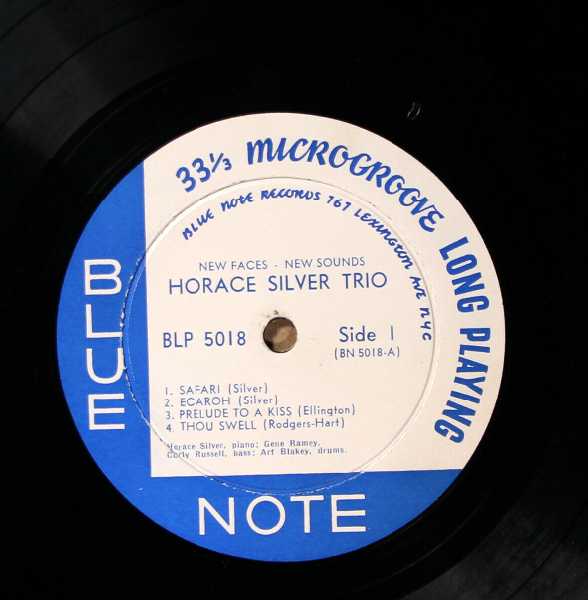 33⅓ MICROGROOVE LONG PLAYING
BLUE NOTE RECORDS 767 LEXINGTON AVE NYC
NEW FACES - NEW SOUNDS
HORACE SILVER TRIO
BLP 5018
Side 1
(BN 5018-A)
1. SAFARI (Silver)
2. ECAROH (Silver)
3. PRELUDE TO A KISS (Ellington)
4. THOU SWELL (Rodgers-Hart)
Horace Silver, piano; Gene Ramey,
Curly Russell, bass; Art Blakey, drums.
BLUE
NOTE